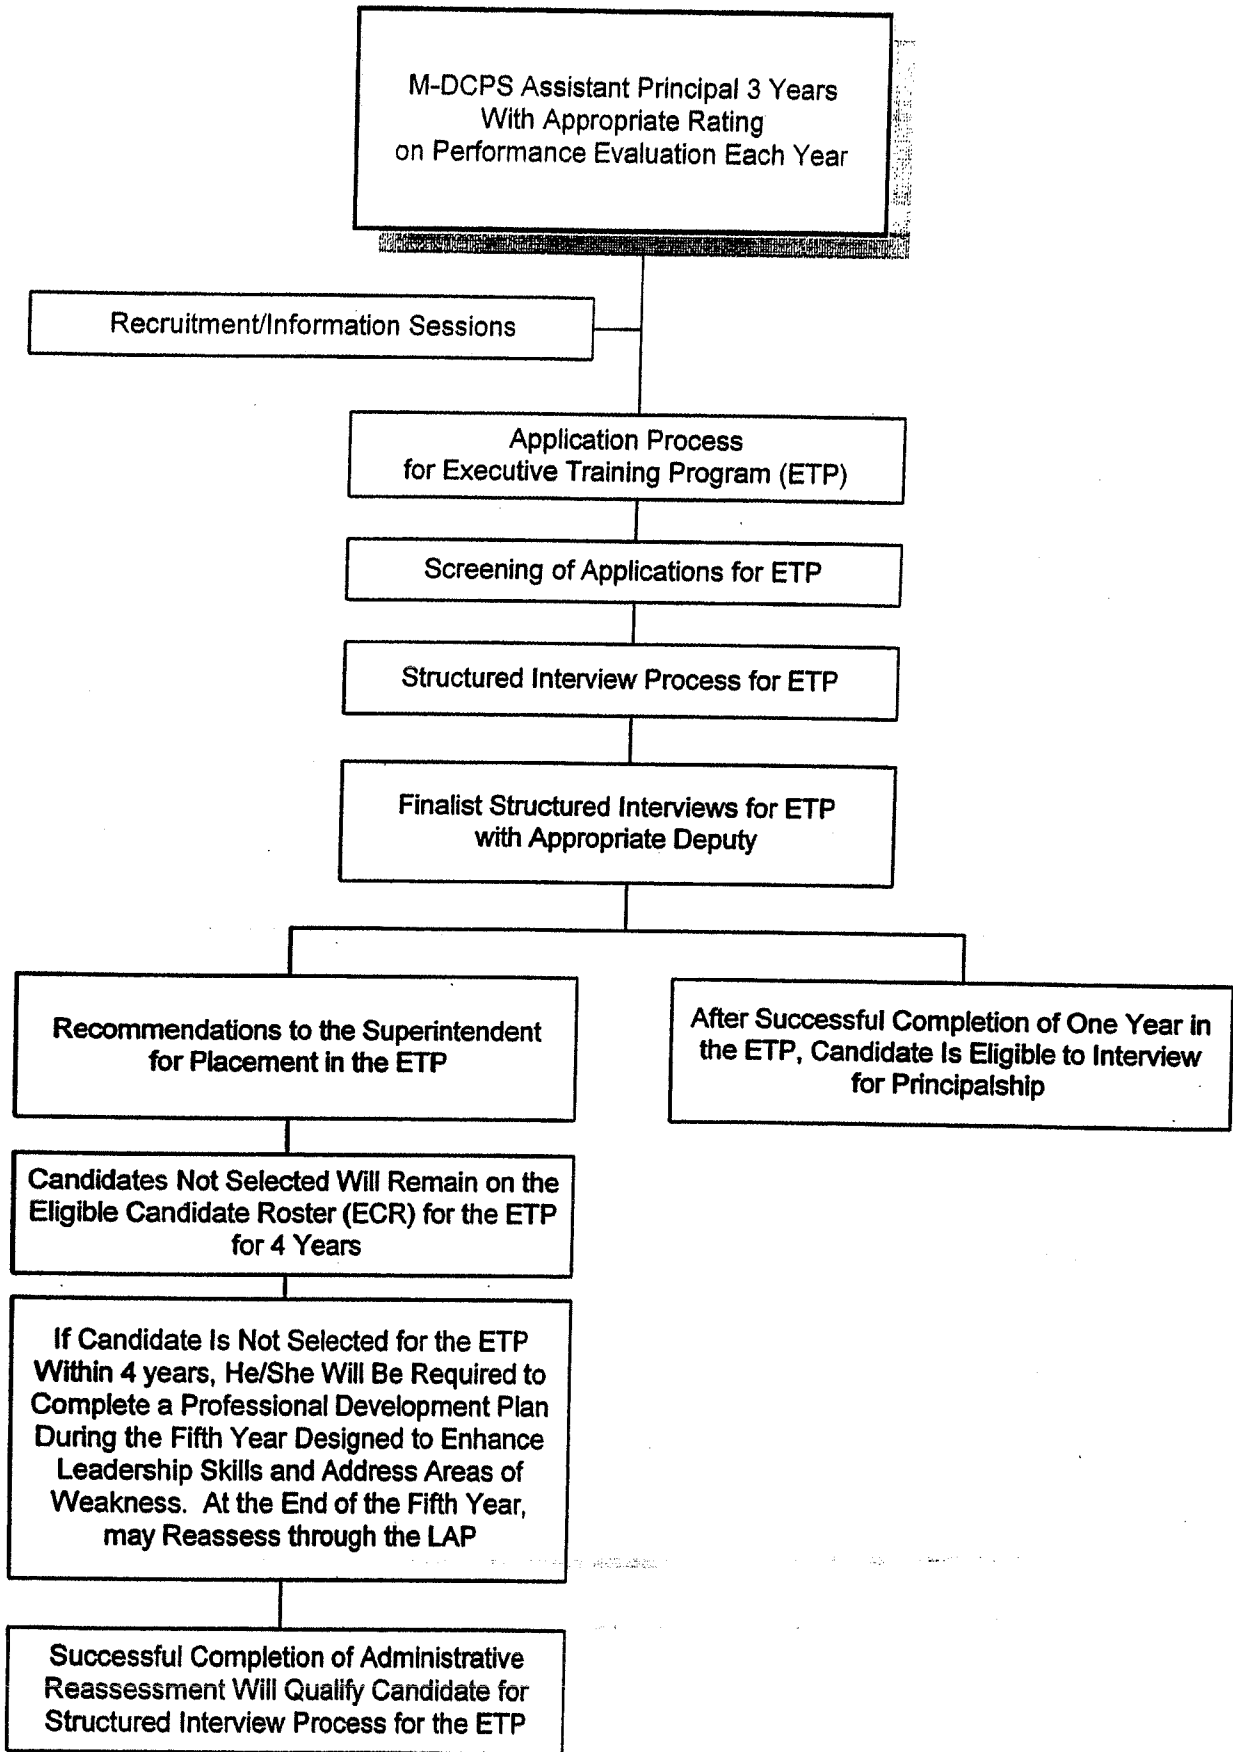 M-DCPS Assistant Principal 3 Years
With Appropriate Rating
on Performance Evaluation Each Year
Recruitment/Information Sessions
Application Process
for Executive Training Program (ETP)
Screening of Applications for ETP
Structured Interview Process for ETP
Finalist Structured Interviews for ETP
with Appropriate Deputy
Recommendations to the Superintendent
for Placement in the ETP
After Successful Completion of One Year in
the ETP, Candidate Is Eligible to Interview
for Principalship
Candidates Not Selected Will Remain on the
Eligible Candidate Roster (ECR) for the ETP
for 4 Years
If Candidate Is Not Selected for the ETP
Within 4 years, He/She Will Be Required to
Complete a Professional Development Plan
During the Fifth Year Designed to Enhance
Leadership Skills and Address Areas of
Weakness. At the End of the Fifth Year,
may Reassess through the LAP
Successful Completion of Administrative
Reassessment Will Qualify Candidate for
Structured Interview Process for the ETP